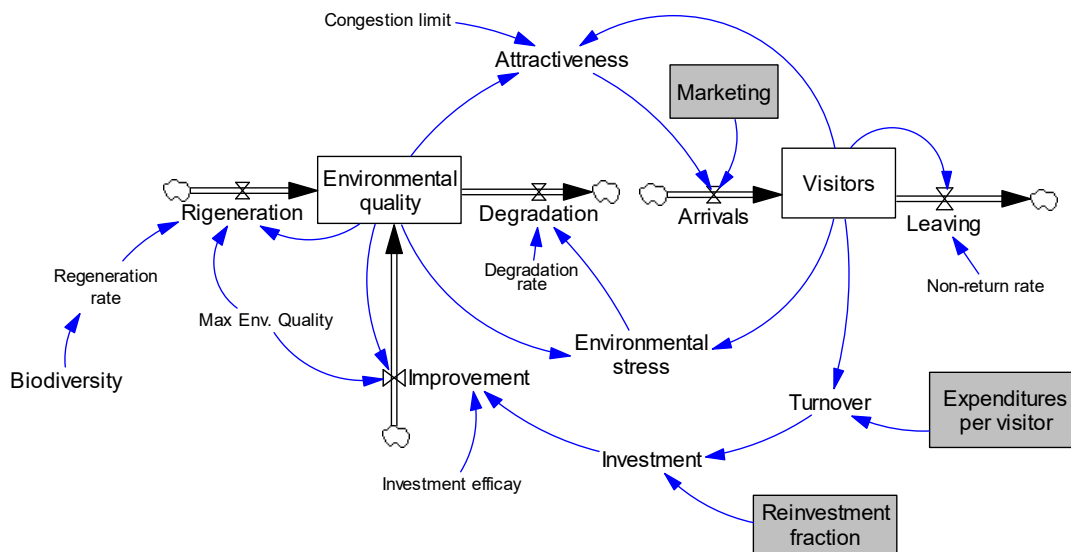 Congestion limit
Attractiveness
Marketing
Environmental
quality
Visitors
Rigeneration
Degradation
Arrivals
Leaving
Regeneration
rate
Degradation
rate
Non-return rate
Max Env. Quality
Environmental
stress
Biodiversity
Improvement
Turnover
Expenditures
per visitor
Investment
Investment efficay
Reinvestment
fraction